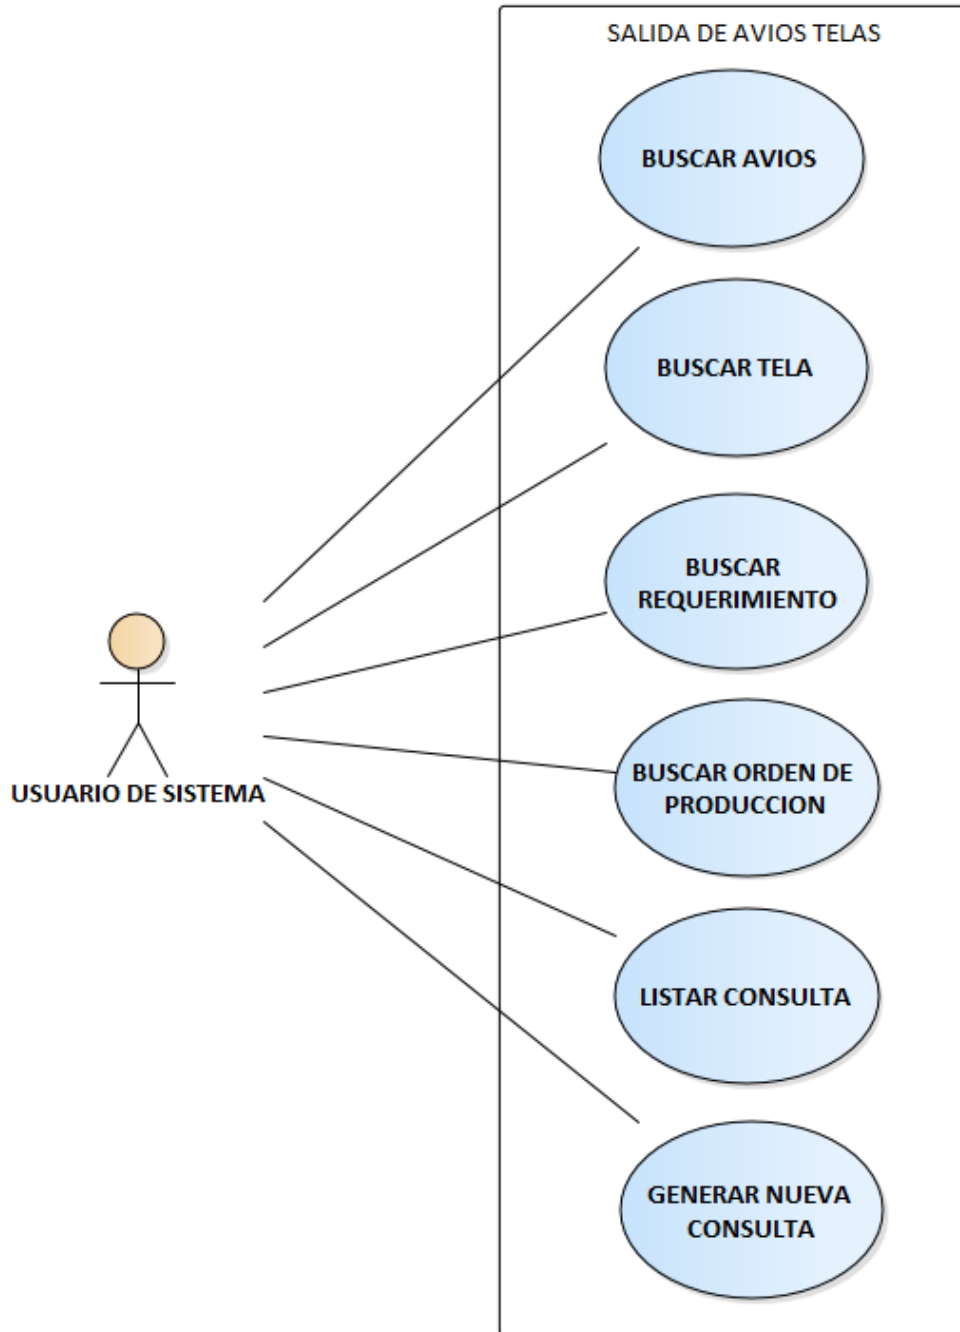 SALIDA DE AVIOS TELAS
BUSCAR AVIOS
BUSCAR TELA
BUSCAR
REQUERIMIENTO
BUSCAR ORDEN DE
PRODUCCION
USUARIO DE SISTEMA
LISTAR CONSULTA
GENERAR NUEVA
CONSULTA